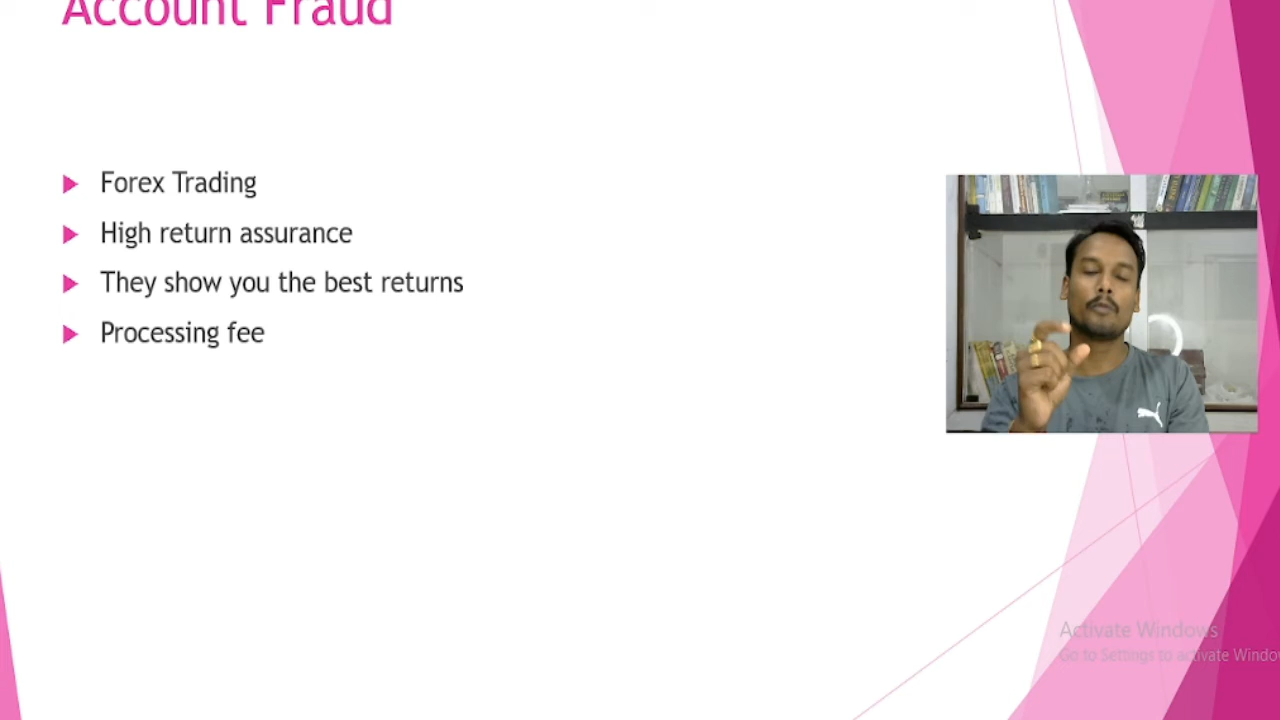 Account Fraud
Forex Trading
High return assurance
They show you the best returns
Processing fee
Activate Windows
Go to Settings to activate Windo